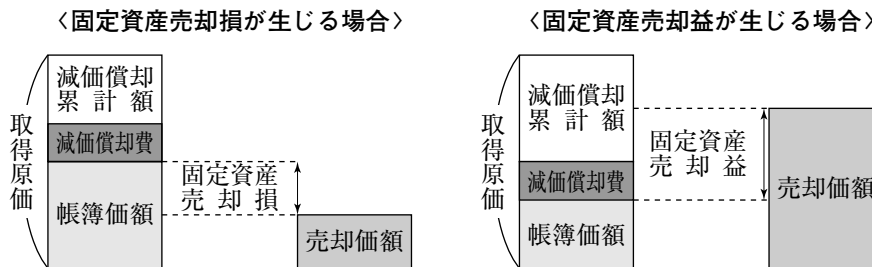 〈固定資産売却損が生じる場合〉
取得原価
減価償却
累計額
減価償却費
帳簿価額
固定資産
売却損
売却価額
〈固定資産売却益が生じる場合〉
取得原価
減価償却
累計額
減価償却費
帳簿価額
固定資産
売却益
売却価額